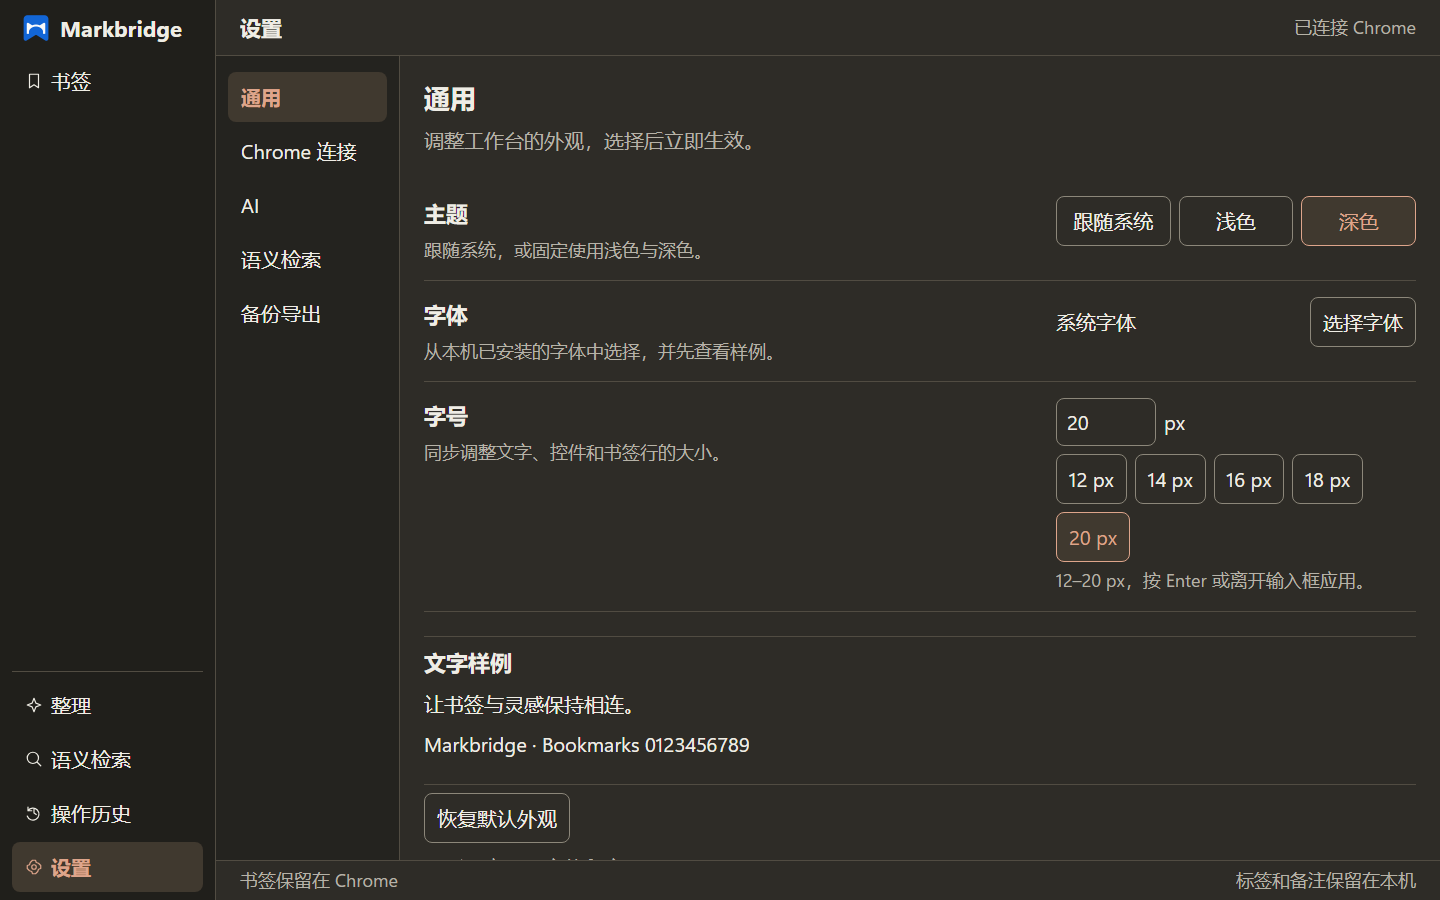 Markbridge
书签
整理
语义检索
操作历史
设置
设置
已连接 Chrome
通用
Chrome 连接
AI
语义检索
备份导出
通用
调整工作台的外观，选择后立即生效。
主题
跟随系统，或固定使用浅色与深色。
跟随系统 浅色 深色
字体
从本机已安装的字体中选择，并先查看样例。
系统字体 选择字体
字号
同步调整文字、控件和书签行的大小。
20 px
12 px 14 px 16 px 18 px
20 px
12–20 px，按 Enter 或离开输入框应用。
文字样例
让书签与灵感保持相连。
Markbridge · Bookmarks 0123456789
恢复默认外观
书签保留在 Chrome
标签和备注保留在本机